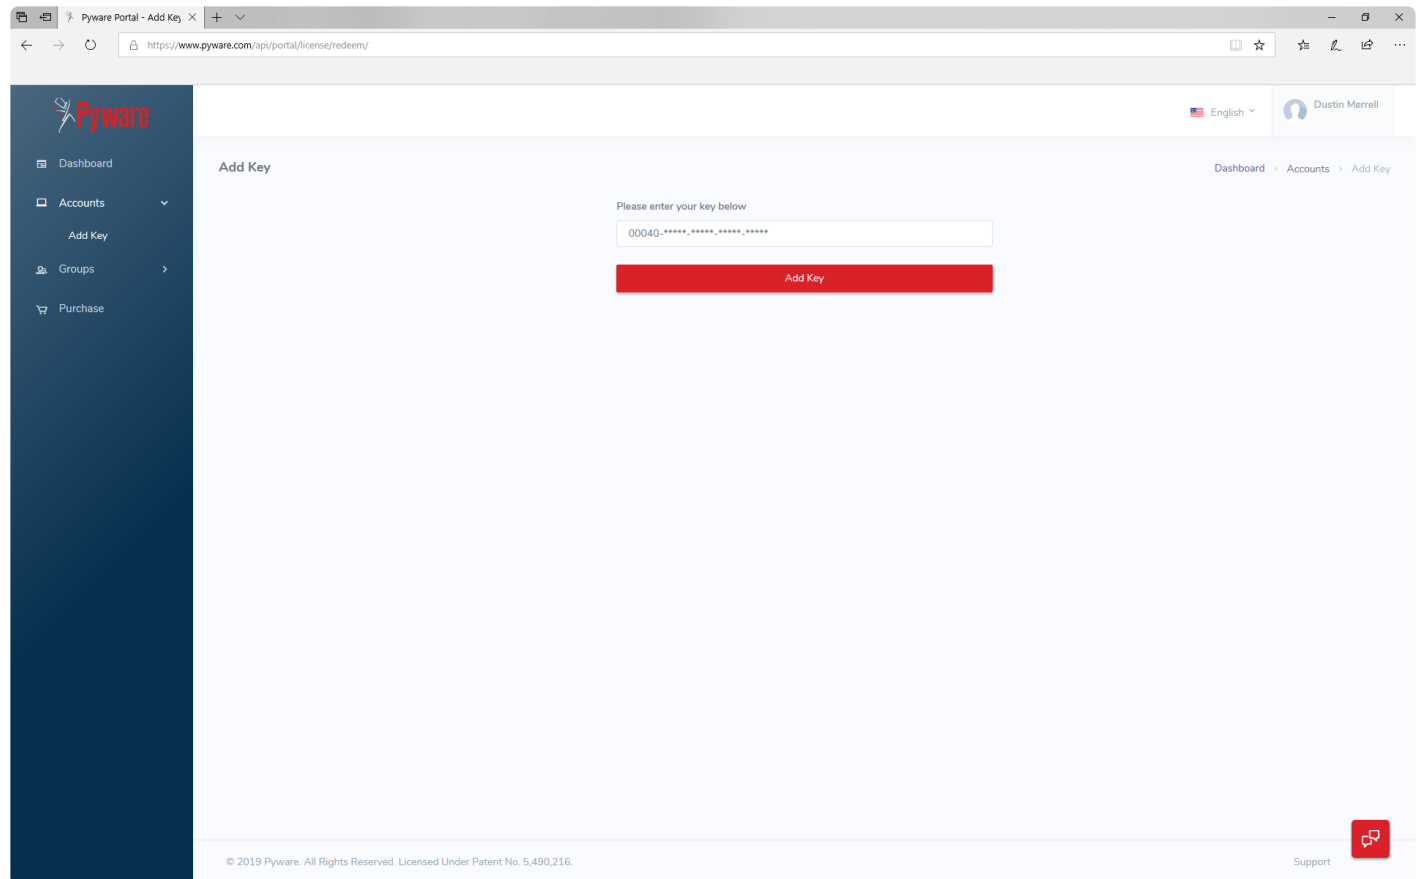 Pyware Portal - Add Key
https://www.pyware.com/api/portal/license/redeem/
Pyware
English
Dustin Merrell
Dashboard
Accounts
Add Key
Groups
Purchase
Add Key
Dashboard > Accounts > Add Key
Please enter your key below
00040-*****-*****-*****-*****
Add Key
© 2019 Pyware. All Rights Reserved. Licensed Under Patent No. 5,490,216.
Support